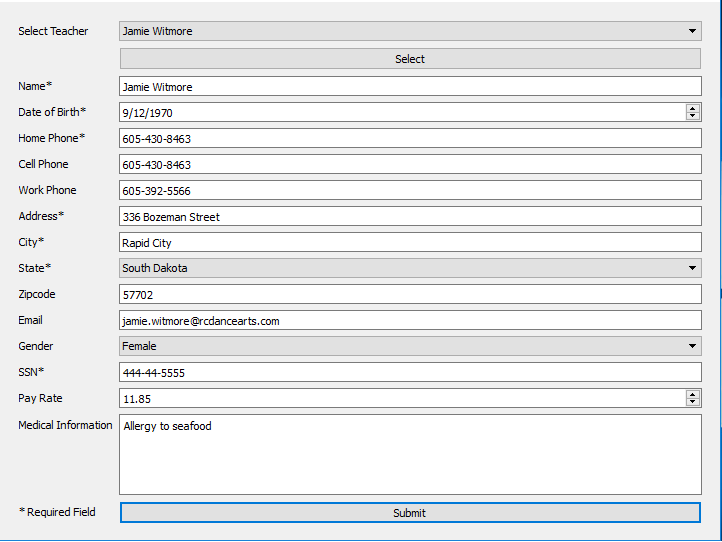 Select Teacher Jamie Witmore
Select
Name* Jamie Witmore
Date of Birth* 9/12/1970
Home Phone* 605-430-8463
Cell Phone 605-430-8463
Work Phone 605-392-5566
Address* 336 Bozeman Street
City* Rapid City
State* South Dakota
Zipcode 57702
Email jamie.witmore@rcdancearts.com
Gender Female
SSN* 444-44-5555
Pay Rate 11.85
Medical Information Allergy to seafood
* Required Field Submit